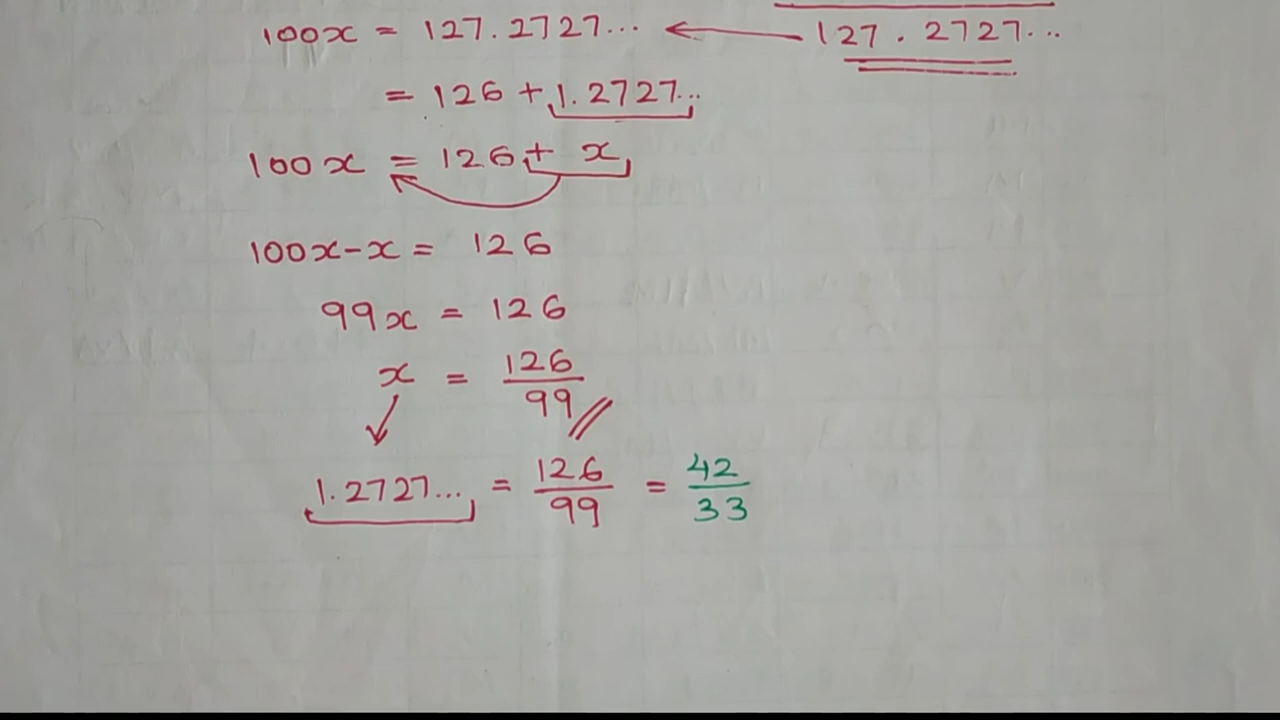 100x = 127.2727... ← 127.2727...
= 126 + 1.2727...
100x = 126 + x
100x - x = 126
99x = 126
x = 126/99
1.2727... = 126/99 = 42/33